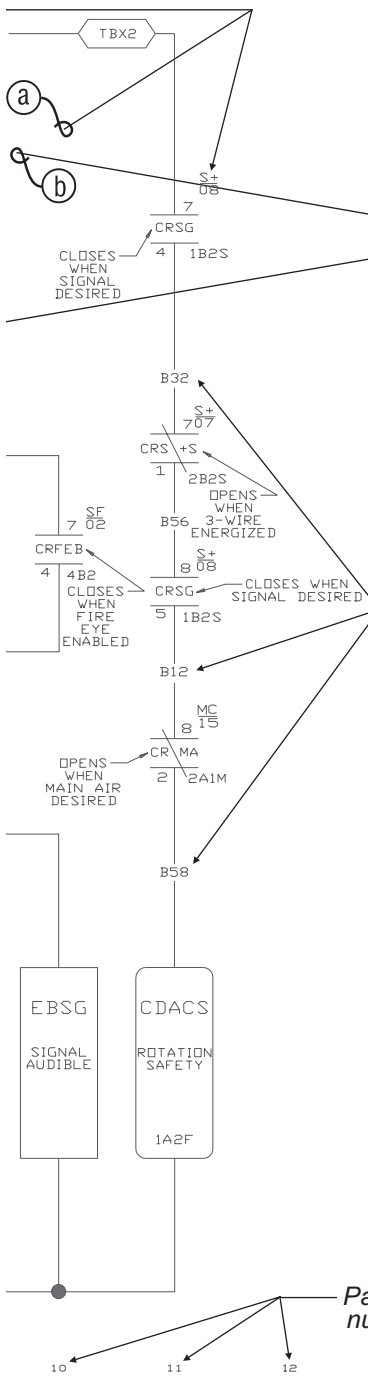 TBX2
a
b
S+
08
7
CRSG
4 1B2S
CLOSES
WHEN
SIGNAL
DESIRED
B32
S+
07
7
CRS +S
1
2B2S
OPENS
WHEN
3-WIRE
ENERGIZED
B56
SF
02
7
CRFEB
4 4B2
CLOSES
WHEN
FIRE
EYE
ENABLED
S+
08
8
CRSG
5 1B2S
CLOSES WHEN
SIGNAL DESIRED
B12
MC
15
8
CR MA
2 2A1M
OPENS
WHEN
MAIN AIR
DESIRED
B58
EBSG
SIGNAL
AUDIBLE
CDACS
ROTATION
SAFETY
1A2F
Pa
nu
10 11 12